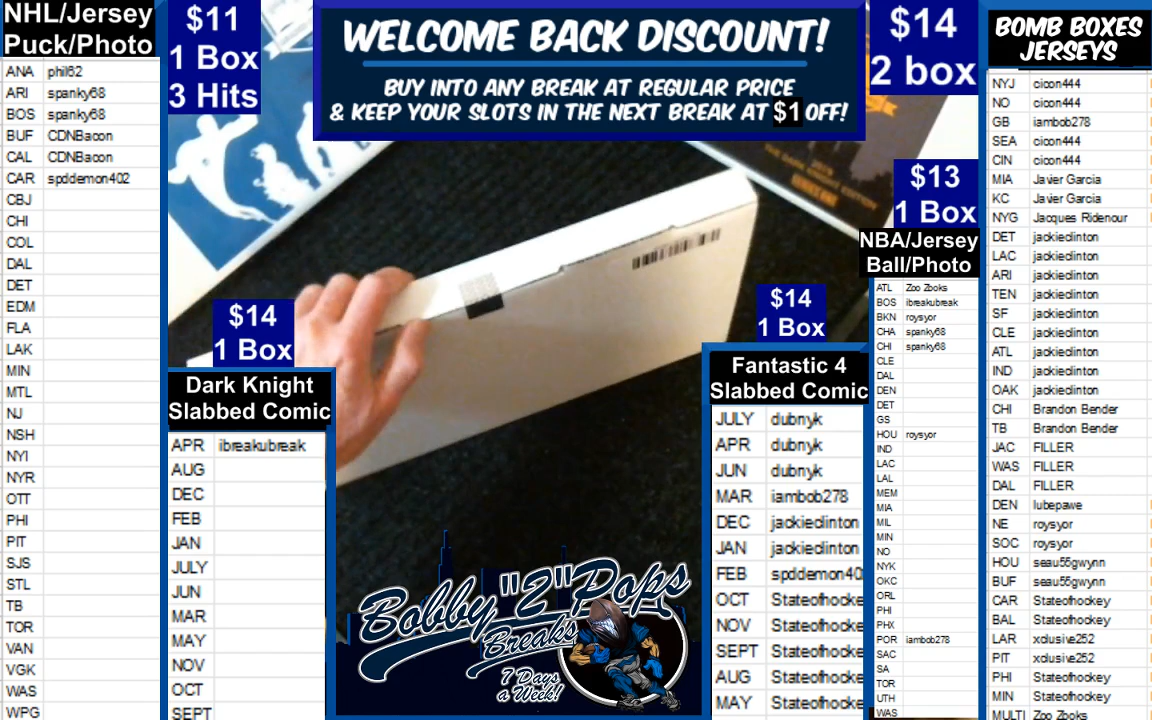 NHL/Jersey
Puck/Photo
ANA phil62
ARI spanky68
BOS spanky68
BUF CDNBacon
CAL CDNBacon
CAR spddemon402
CBJ
CHI
COL
DAL
DET
EDM
FLA
LAK
MIN
MTL
NJ
NSH
NYI
NYR
OTT
PHI
PIT
SJS
STL
TB
TOR
VAN
VGK
WAS
WPG
$11
1 Box
3 Hits
WELCOME BACK DISCOUNT!
BUY INTO ANY BREAK AT REGULAR PRICE
& KEEP YOUR SLOTS IN THE NEXT BREAK AT $1 OFF!
$14
2 box
$14
1 Box
Dark Knight
Slabbed Comic
APR ibreakubreak
AUG
DEC
FEB
JAN
JULY
JUN
MAR
MAY
NOV
OCT
SEPT
Bobby "2" Pops
Breaks
7 Days
a Week!
$14
1 Box
Fantastic 4
Slabbed Comic
JULY dubnyk
APR dubnyk
JUN dubnyk
MAR iambob278
DEC jackieclinton
JAN jackieclinton
FEB spddemon40
OCT Stateofhocke
NOV Stateofhocke
SEPT Stateofhocke
AUG Stateofhocke
MAY Stateofhocke
$13
1 Box
NBA/Jersey
Ball/Photo
ATL Zoo Zboks
BOS ibreakubreak
BKN roysyor
CHA spanky68
CHI spanky68
CLE
DAL
DEN
DET
GS
HOU roysyor
IND
LAC
LAL
MEM
MIA
MIL
MIN
NO
NYK
OKC
ORL
PHI
PHX
POR iambob278
SAC
SA
TOR
UTH
WAS
BOMB BOXES
JERSEYS
NYJ cicon444
NO cicon444
GB iambob278
SEA cicon444
CIN cicon444
MIA Javier Garcia
KC Javier Garcia
NYG Jacques Ridenour
DET jackieclinton
LAC jackieclinton
ARI jackieclinton
TEN jackieclinton
SF jackieclinton
CLE jackieclinton
ATL jackieclinton
IND jackieclinton
OAK jackieclinton
CHI Brandon Bender
TB Brandon Bender
JAC FILLER
WAS FILLER
DAL FILLER
DEN lubepawe
NE roysyor
SOC roysyor
HOU seau55gwynn
BUF seau55gwynn
CAR Stateofhockey
BAL Stateofhockey
LAR xclusive252
PIT xclusive252
PHI Stateofhockey
MIN Stateofhockey
MULTI Zoo Zboks